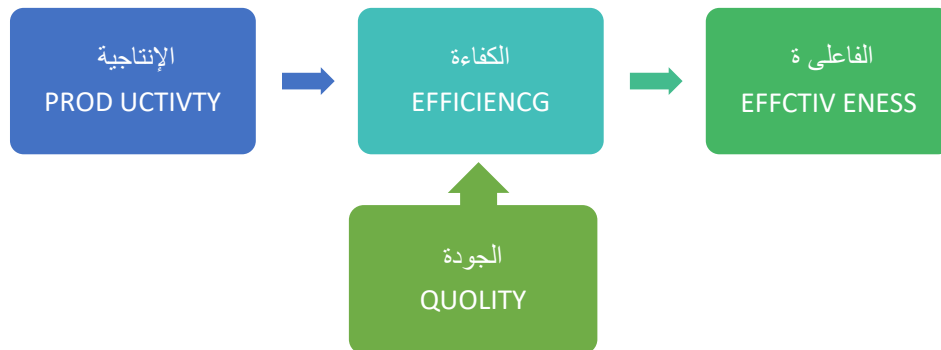 الإنتاجية
PROD UCTIVTY
الكفاءة
EFFICIENCG
الفاعلى ة
EFFCTIV ENESS
الجودة
QUOLITY